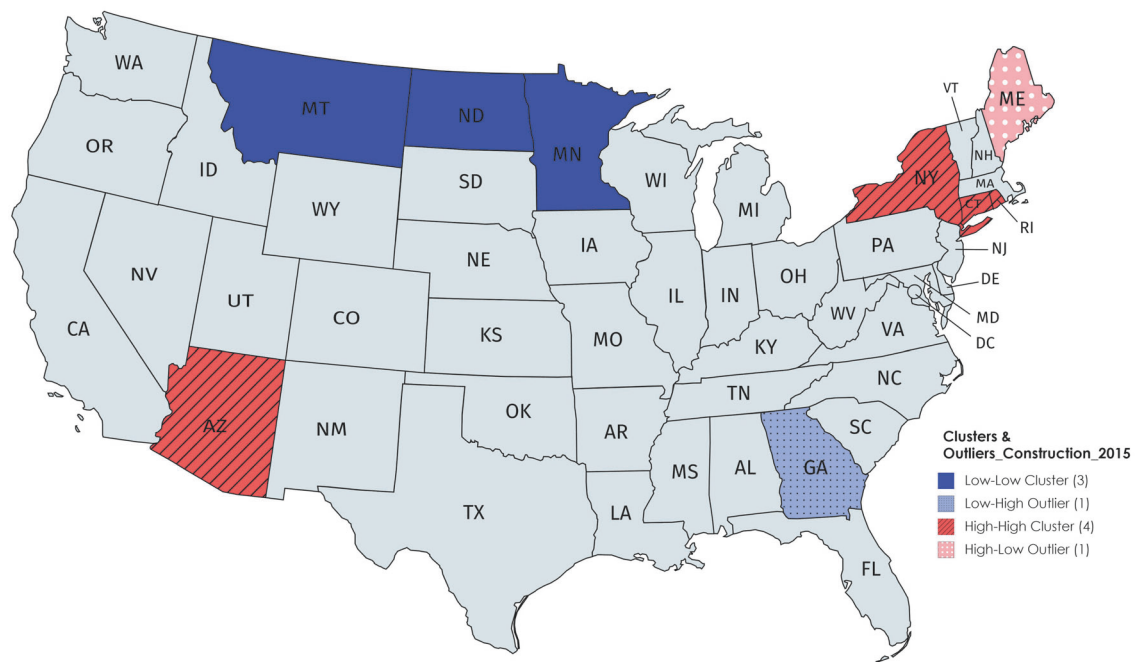 WA
MT
ND
MN
VT
ME
OR
ID
SD
WI
NY
NH
WY
MI
MA
CT
RI
IA
NE
PA
NJ
NV
OH
UT
IL
IN
DE
CA
CO
WV
MD
KS
MO
VA
DC
KY
NC
TN
AZ
OK
NM
AR
SC
MS
AL
GA
TX
LA
FL
Clusters &
Outliers_Construction_2015
Low-Low Cluster (3)
Low-High Outlier (1)
High-High Cluster (4)
High-Low Outlier (1)